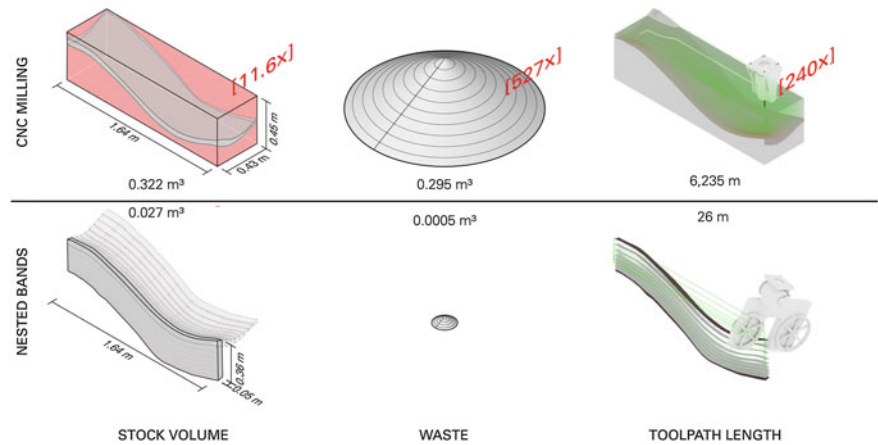 CNC MILLING
[11.6x]
1.64 m
0.43 m
0.45 m
0.322 m³
[527x]
0.295 m³
[240x]
6,235 m
NESTED BANDS
0.027 m³
1.64 m
0.36 m
0.05 m
0.0005 m³
26 m
STOCK VOLUME
WASTE
TOOLPATH LENGTH